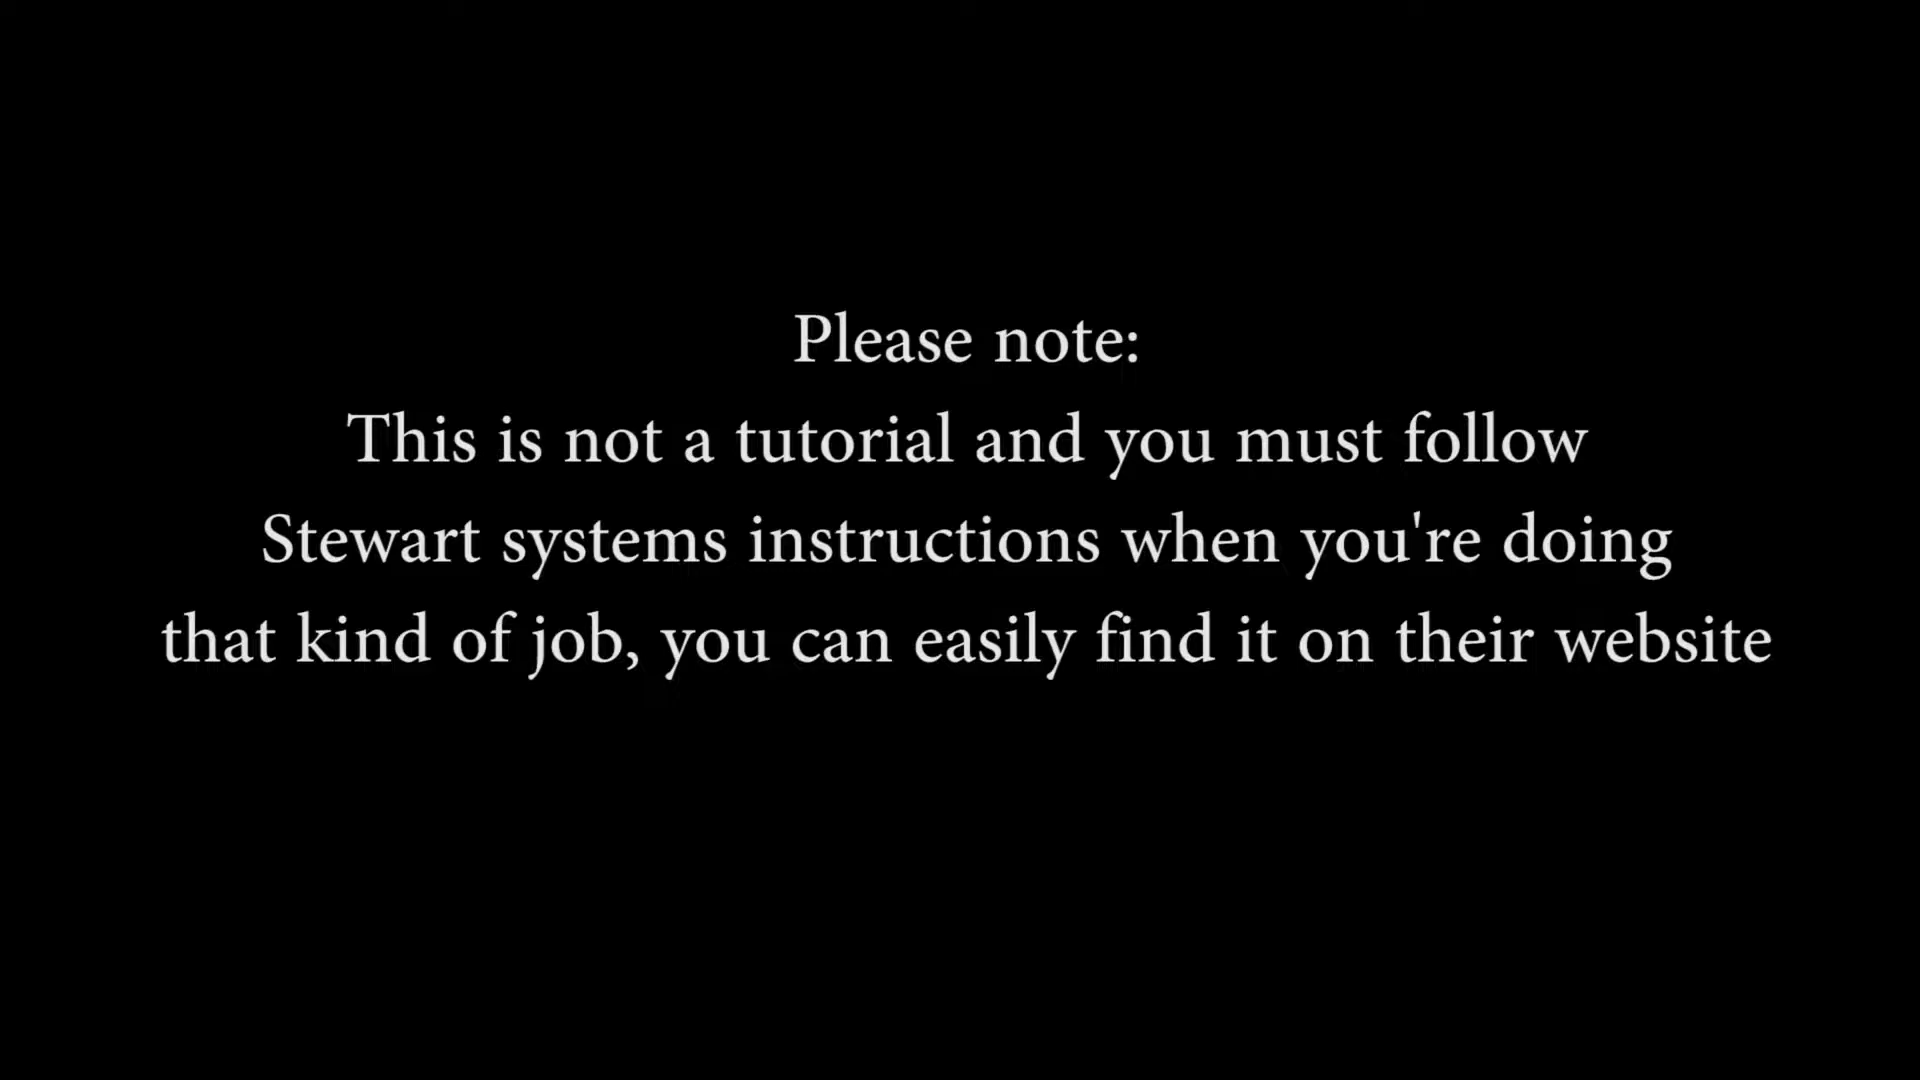 Please note:
This is not a tutorial and you must follow
Stewart systems instructions when you're doing
that kind of job, you can easily find it on their website